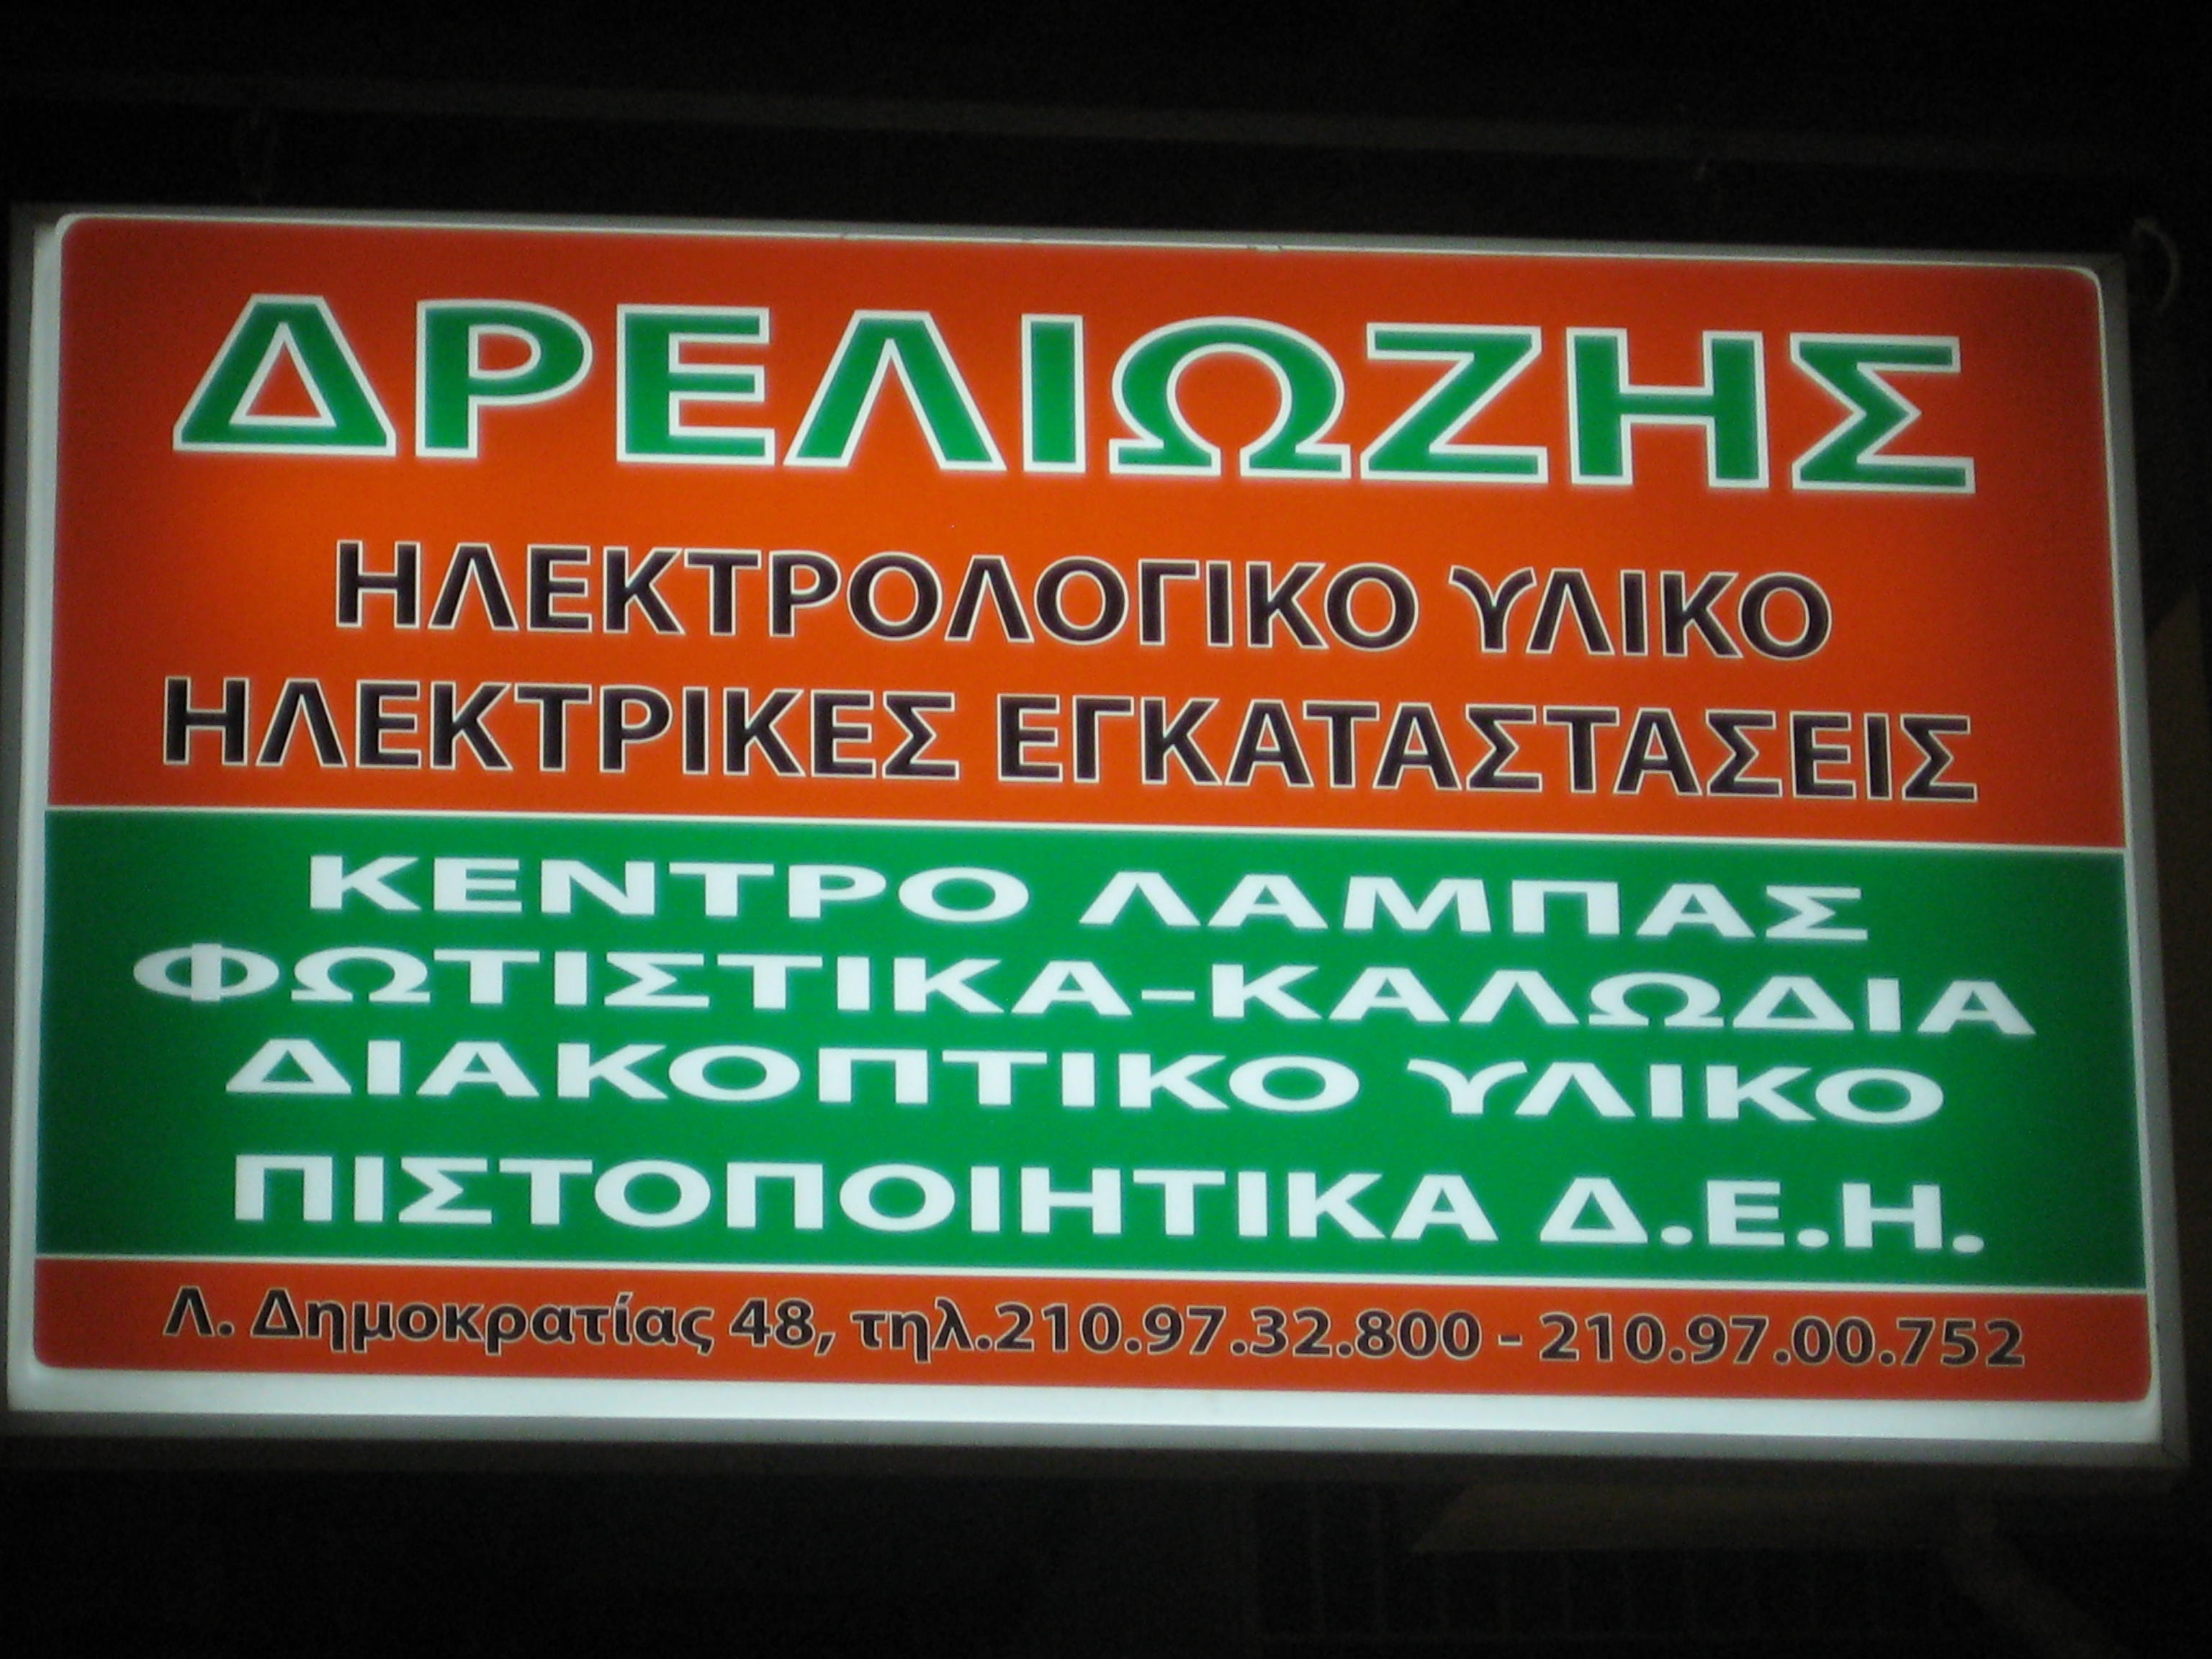 ΔΡΕΛΙΩΖΗΣ
ΗΛΕΚΤΡΟΛΟΓΙΚΟ ΥΛΙΚΟ
ΗΛΕΚΤΡΙΚΕΣ ΕΓΚΑΤΑΣΤΑΣΕΙΣ
ΚΕΝΤΡΟ ΛΑΜΠΑΣ
ΦΩΤΙΣΤΙΚΑ-ΚΑΛΩΔΙΑ
ΔΙΑΚΟΠΤΙΚΟ ΥΛΙΚΟ
ΠΙΣΤΟΠΟΙΗΤΙΚΑ Δ.Ε.Η.
Λ. Δημοκρατίας 48, τηλ.210.97.32.800 - 210.97.00.752